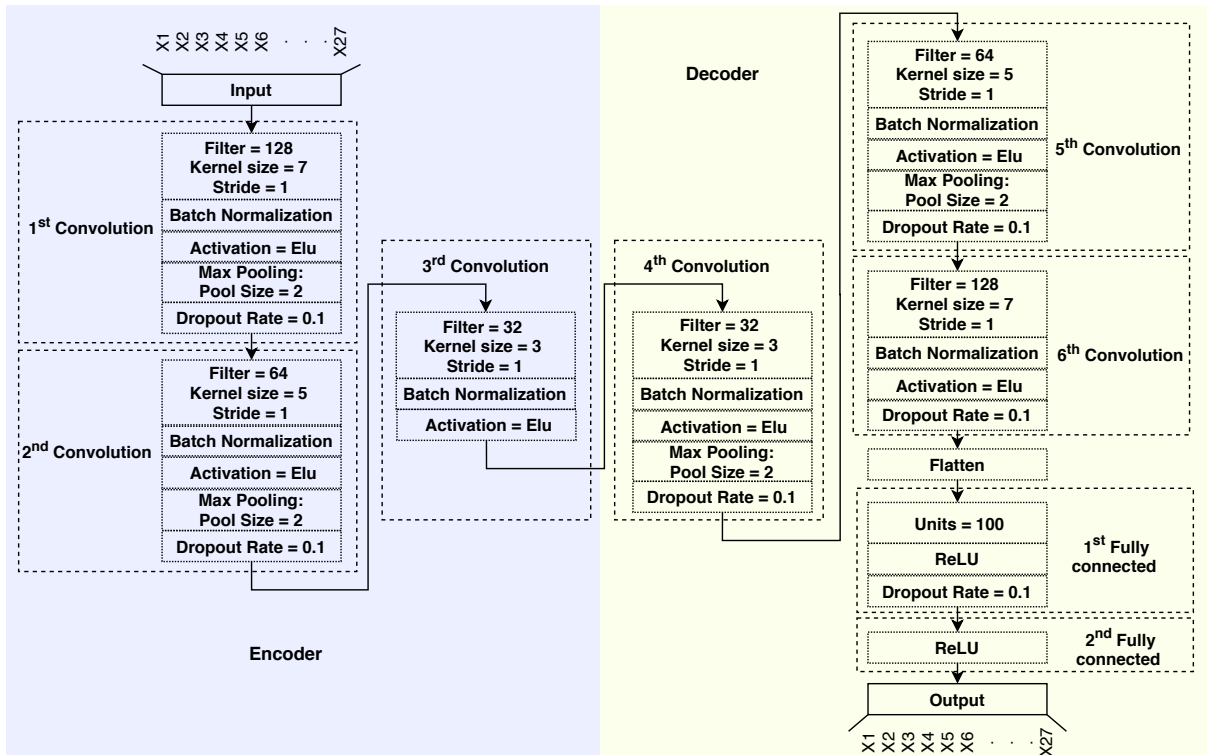 X1 X2 X3 X4 X5 X6 . . . X27
Input
Filter = 128
Kernel size = 7
Stride = 1
Batch Normalization
1st Convolution
Activation = Elu
Max Pooling:
Pool Size = 2
Dropout Rate = 0.1
Filter = 64
Kernel size = 5
Stride = 1
Batch Normalization
2nd Convolution
Activation = Elu
Max Pooling:
Pool Size = 2
Dropout Rate = 0.1
Encoder
3rd Convolution
Filter = 32
Kernel size = 3
Stride = 1
Batch Normalization
Activation = Elu
Decoder
4th Convolution
Filter = 32
Kernel size = 3
Stride = 1
Batch Normalization
Activation = Elu
Max Pooling:
Pool Size = 2
Dropout Rate = 0.1
Filter = 64
Kernel size = 5
Stride = 1
Batch Normalization
5th Convolution
Activation = Elu
Max Pooling:
Pool Size = 2
Dropout Rate = 0.1
Filter = 128
Kernel size = 7
Stride = 1
Batch Normalization
6th Convolution
Activation = Elu
Dropout Rate = 0.1
Flatten
Units = 100
ReLU
Dropout Rate = 0.1
1st Fully
connected
ReLU
2nd Fully
connected
Output
X1 X2 X3 X4 X5 X6 . . . X27